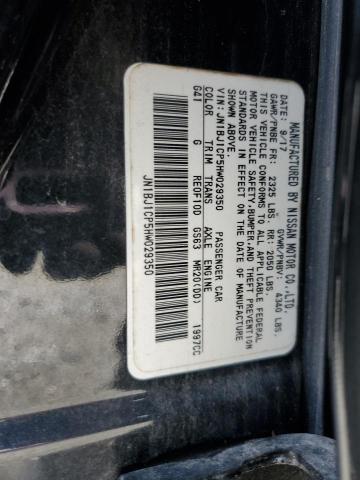 MANUFACTURED BY NISSAN MOTOR CO.,LTD.
DATE: 9/17 GVWR/PNBV: 4340 LBS.
GAWR/PNBE FR: 2325 LBS. RR: 2050 LBS.
THIS VEHICLE CONFORMS TO ALL APPLICABLE FEDERAL
MOTOR VEHICLE SAFETY,BUMPER,AND THEFT PREVENTION
STANDARDS IN EFFECT ON THE DATE OF MANUFACTURE
SHOWN ABOVE.
VIN: JN1BJ1CP5HW029350 PASSENGER CAR
COLOR TRIM TRANS AXLE ENGINE
G41 G RE0F10D GS63 MR20(DD) 1997CC
JN1BJ1CP5HW029350